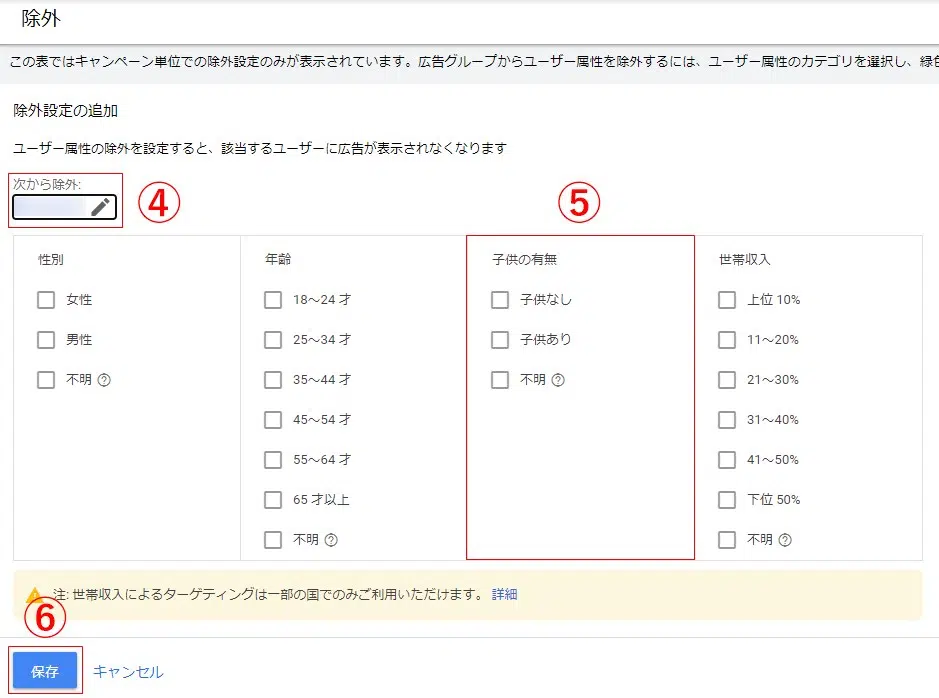 除外
この表ではキャンペーン単位での除外設定のみが表示されています。広告グループからユーザー属性を除外するには、ユーザー属性のカテゴリを選択し、緑色
除外設定の追加
ユーザー属性の除外を設定すると、該当するユーザーに広告が表示されなくなります
次から除外:
④
⑤
性別
女性
男性
不明
年齢
18～24 才
25～34 才
35～44 才
45～54 才
55～64 才
65 才以上
不明
子供の有無
子供なし
子供あり
不明
世帯収入
上位 10%
11～20%
21～30%
31～40%
41～50%
下位 50%
不明
注: 世帯収入によるターゲティングは一部の国でのみご利用いただけます。 詳細
⑥
保存 キャンセル